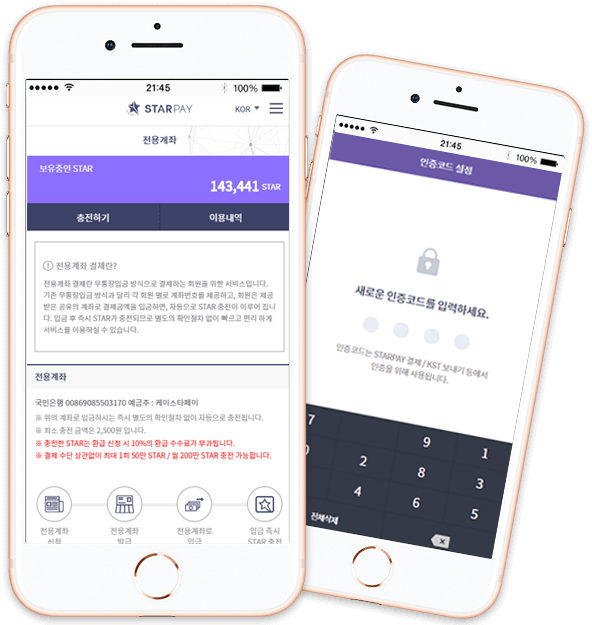 21:45
100%
STARPAY
KOR
전용계좌
보유중인 STAR
143,441 STAR
충전하기
이용내역
전용계좌 결제란?
전용계좌 결제란 무통장입금 방식으로 결제하는 회원을 위한 서비스입니다.
기존 무통장입금 방식과 달리 각 회원 별로 계좌번호를 제공하고, 회원은 제공
받은 공유의 계좌로 결제금액을 입금하면, 자동으로 STAR 충전이 이루어 집니
다. 입금 후 즉시 STAR가 충전되므로 별도의 확인절차 없이 빠르고 편리 하게
서비스를 이용하실 수 있습니다.
전용계좌
국민은행 00869085503170 예금주 : 케이스타페이
※ 위의 계좌로 입금하시는 즉시 별도의 확인절차 없이 자동으로 충전됩니다.
※ 최소 충전 금액은 2,500원 입니다.
※ 충전한 STAR는 환급 신청 시 10%의 환급 수수료가 부과됩니다.
※ 결제 수단 상관없이 최대 1회 50만 STAR / 월 200만 STAR 충전 가능합니다.
전용계좌
신청
전용계좌
발급
전용계좌로
입금
입금 즉시
STAR 충전
21:45
100%
인증코드 설정
새로운 인증코드를 입력하세요.
인증코드는 STARPAY 결제 / KST 보내기 등에서
인증을 위해 사용됩니다.
7 9 1
0 2 8 3
4 6 5
전체삭제